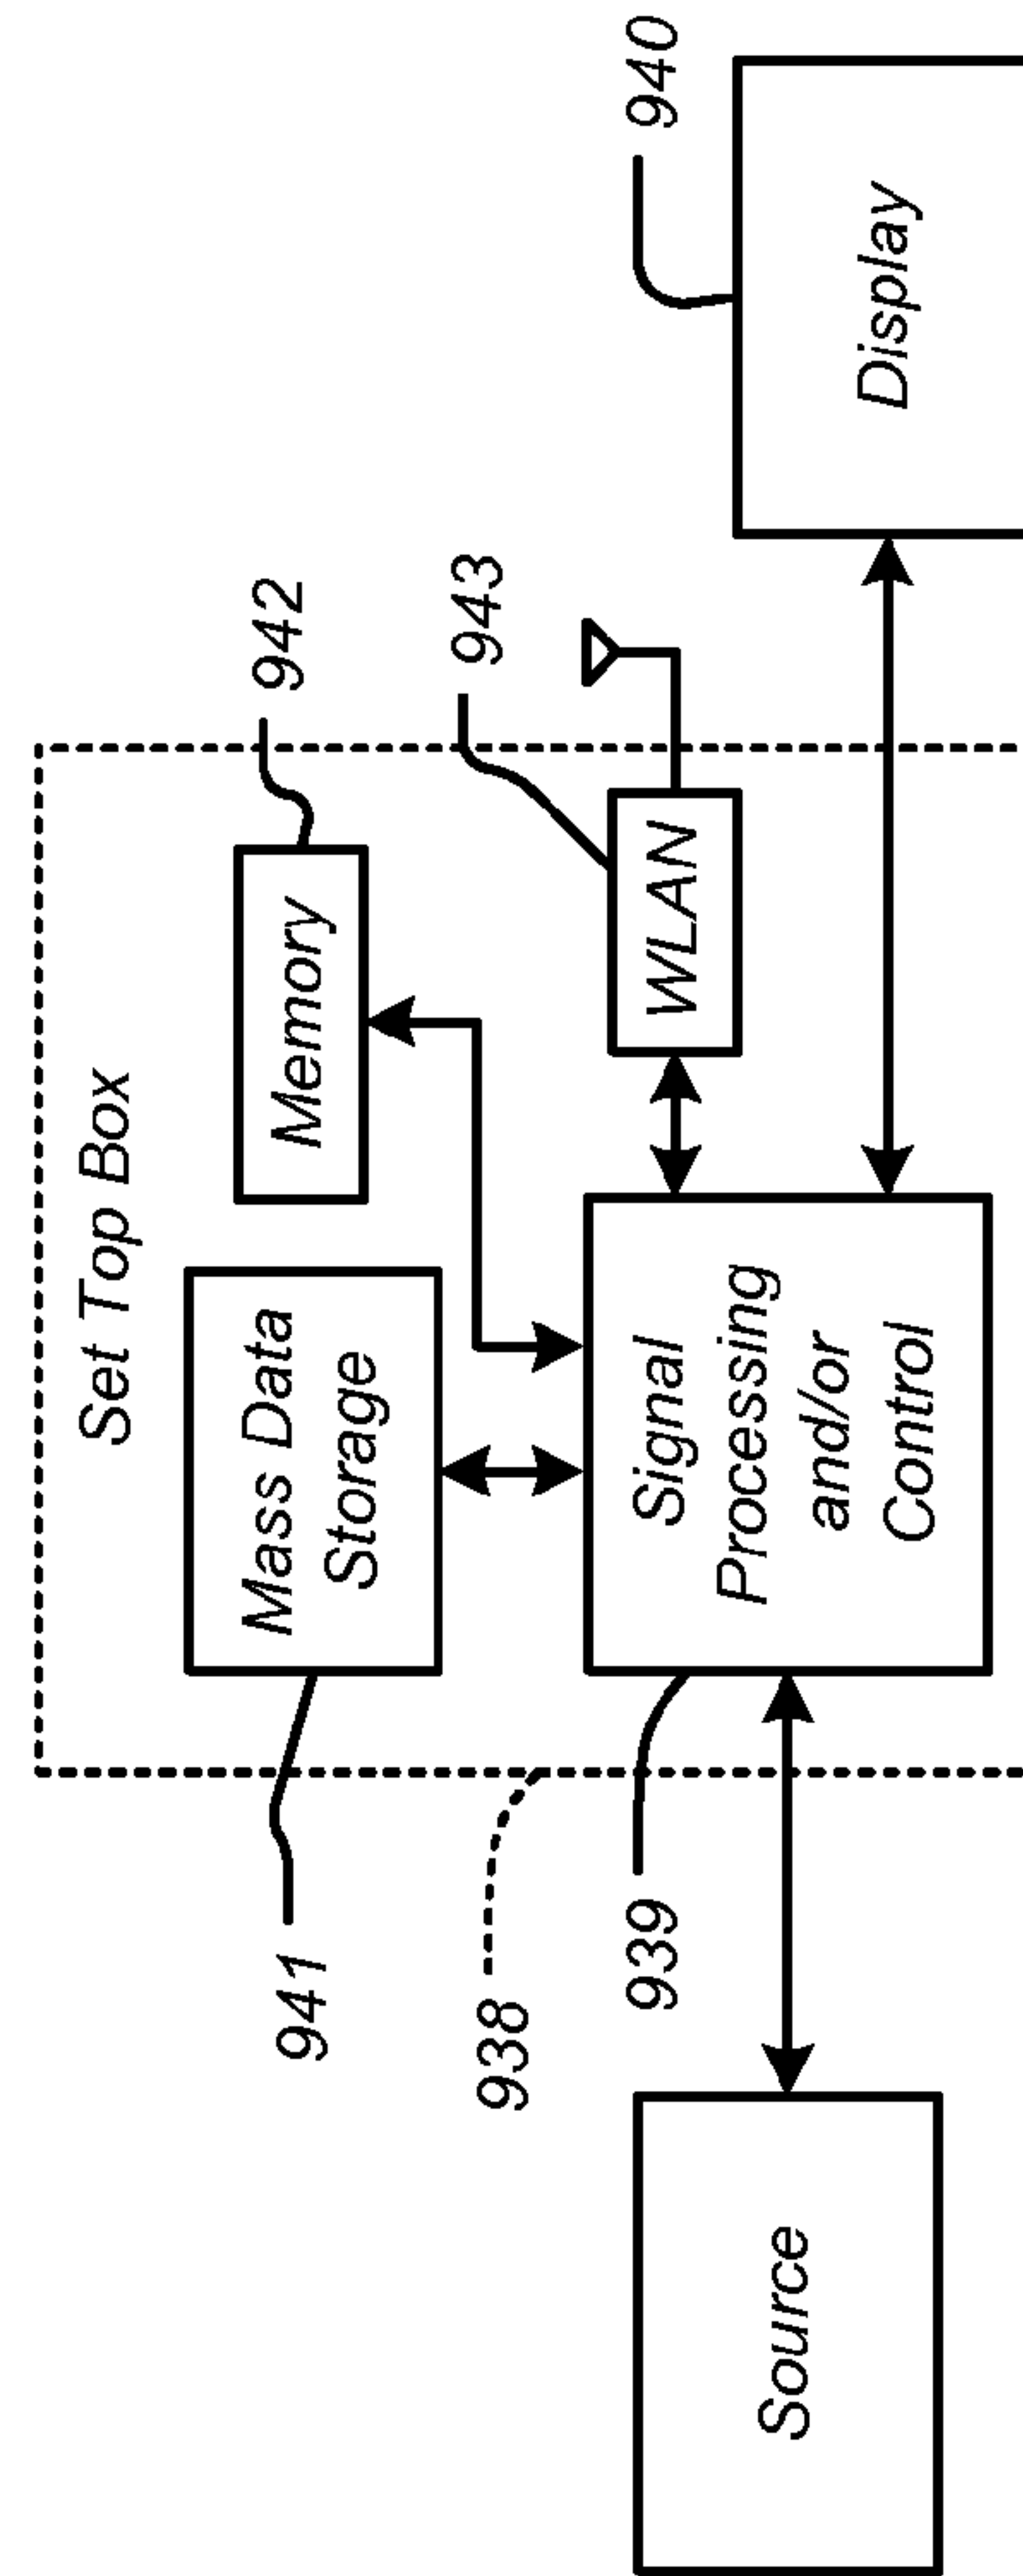 Set Top Box
941
Mass Data
Storage
Memory
942
938
943
939
Signal
Processing
and/or
Control
WLAN
940
Source
Display